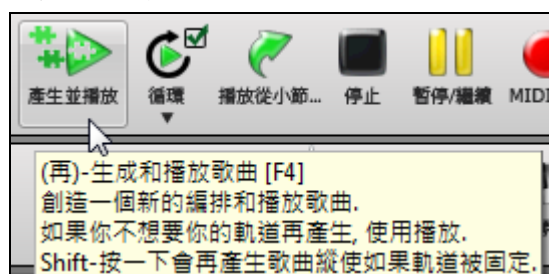 產生並播放 循環 播放從小節... 停止 暫停/繼續 MIDI
(再)-生成和播放歌曲 [F4]
創造一個新的編排和播放歌曲.
如果你不想要你的軌道再產生, 使用播放.
Shift-按一下會再產生歌曲縱使如果軌道被固定.